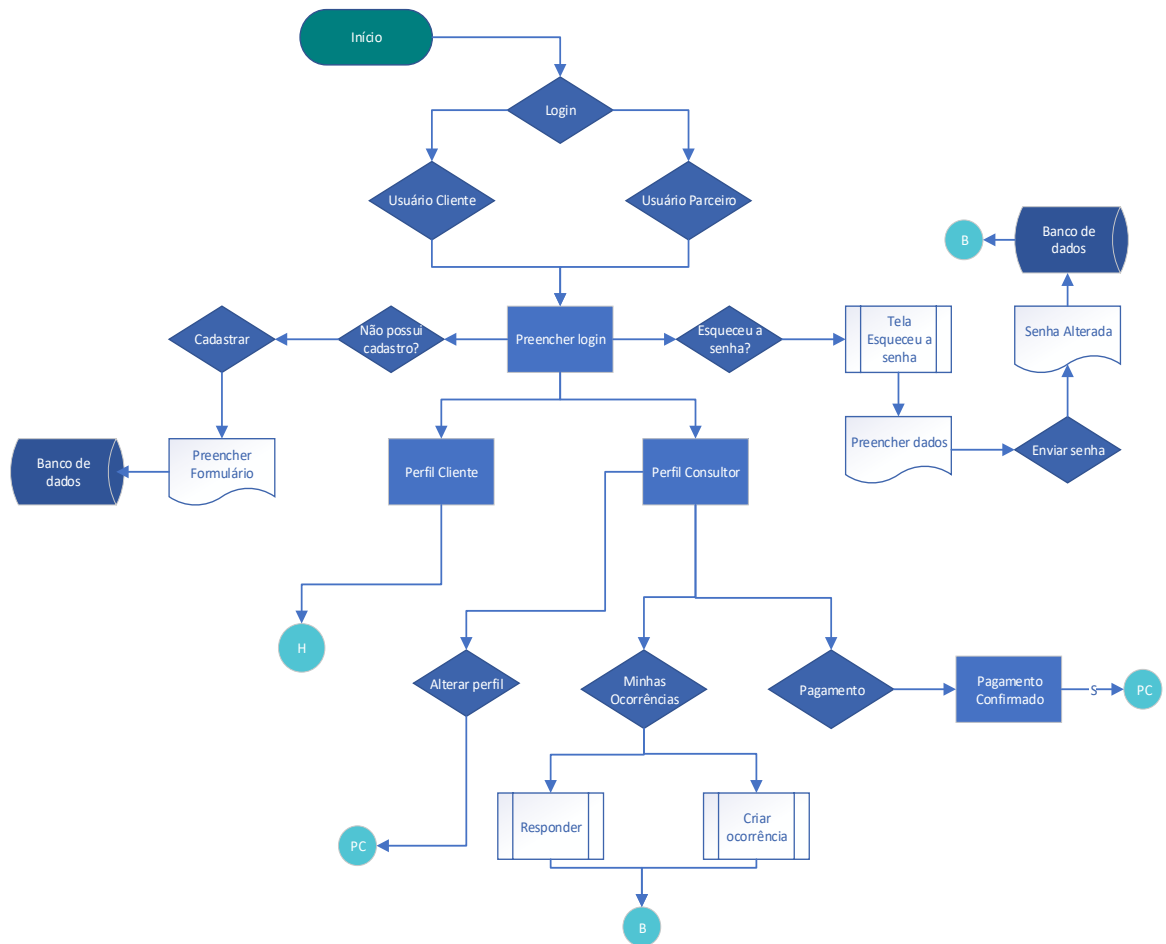 Início
Login
Usuário Cliente
Usuário Parceiro
B
Banco de
dados
Cadastrar
Não possui
cadastro?
Preencher login
Esqueceu a
senha?
Tela
Esqueceu a
senha
Senha Alterada
Banco de
dados
Preencher
Formulário
Perfil Cliente
Perfil Consultor
Preencher dados
Enviar senha
H
Alterar perfil
Minhas
Ocorrências
Pagamento
Pagamento
Confirmado
S
PC
PC
Responder
Criar
ocorrência
B